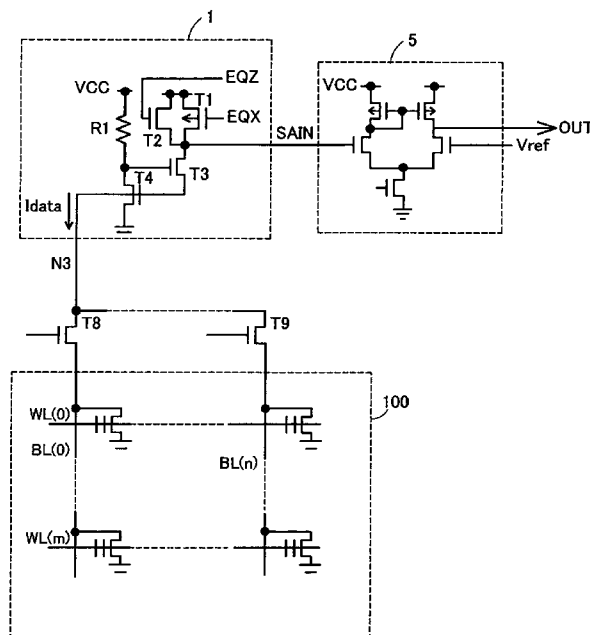 1
5
EQZ
VCC
T1
VCC
R1
EQX
T2
SAIN
OUT
Vref
T3
T4
Idata
N3
T8
T9
100
WL(0)
BL(0)
BL(n)
WL(m)